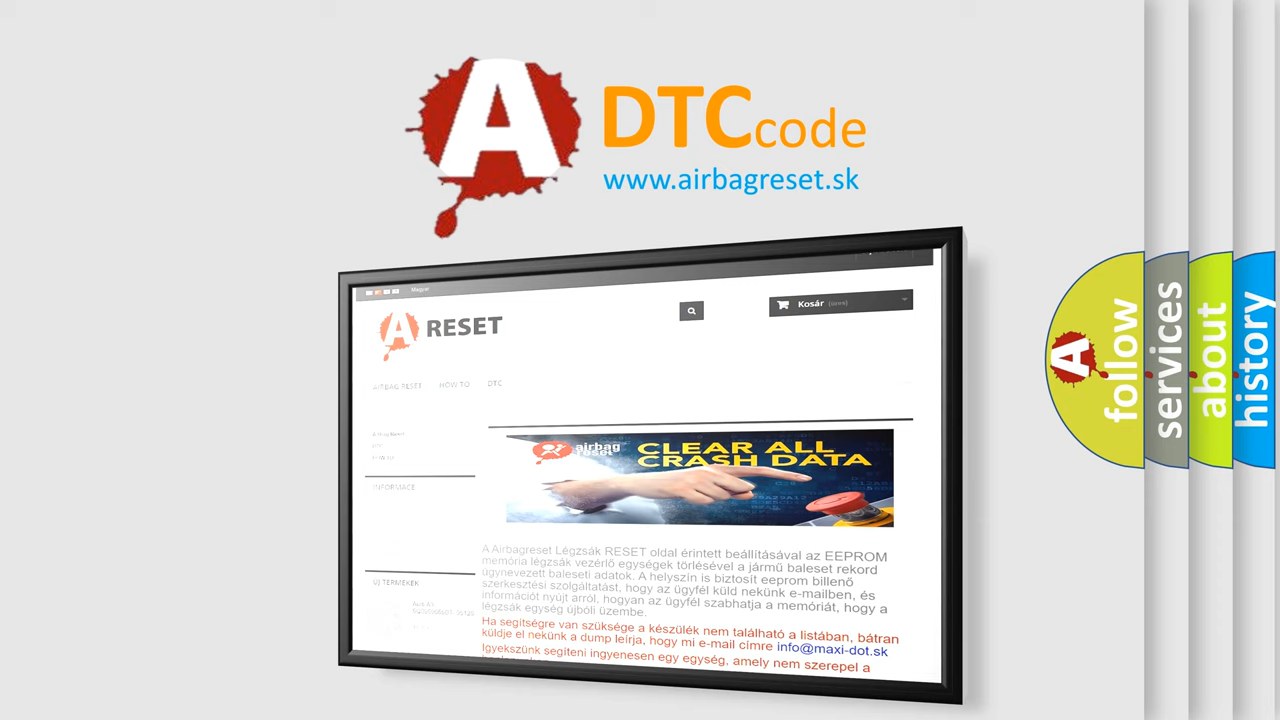 A DTCcode
www.airbagreset.sk
Magyar
Kosár (üres)
A RESET
AIRBAG RESET HOW TO DTC
airbag
reset
CLEAR ALL
CRASH DATA
INFORMACE
A Airbagreset Légzsák RESET oldal érintett beállításával az EEPROM
memória légzsák vezérlő egységek törlésével a jármű baleset rekord
úgynevezett baleseti adatok. A helyszín is biztosít eeprom billenő
szerkesztési szolgáltatást, hogy az ügyfél küld nekünk e-mailben, és
információt nyújt arról, hogyan az ügyfél szabhatja a memóriát, hogy a
légzsák egység újbóli üzembe.
Ha segítségre van szüksége a készülék nem található a listában, bátran
küldje el nekünk a dump leírja, hogy mi e-mail címre info@maxi-dot.sk
Igyekszünk segíteni ingyenesen egy egység, amely nem szerepel a
ÚJ TERMÉKEK
A follow
services
about
history